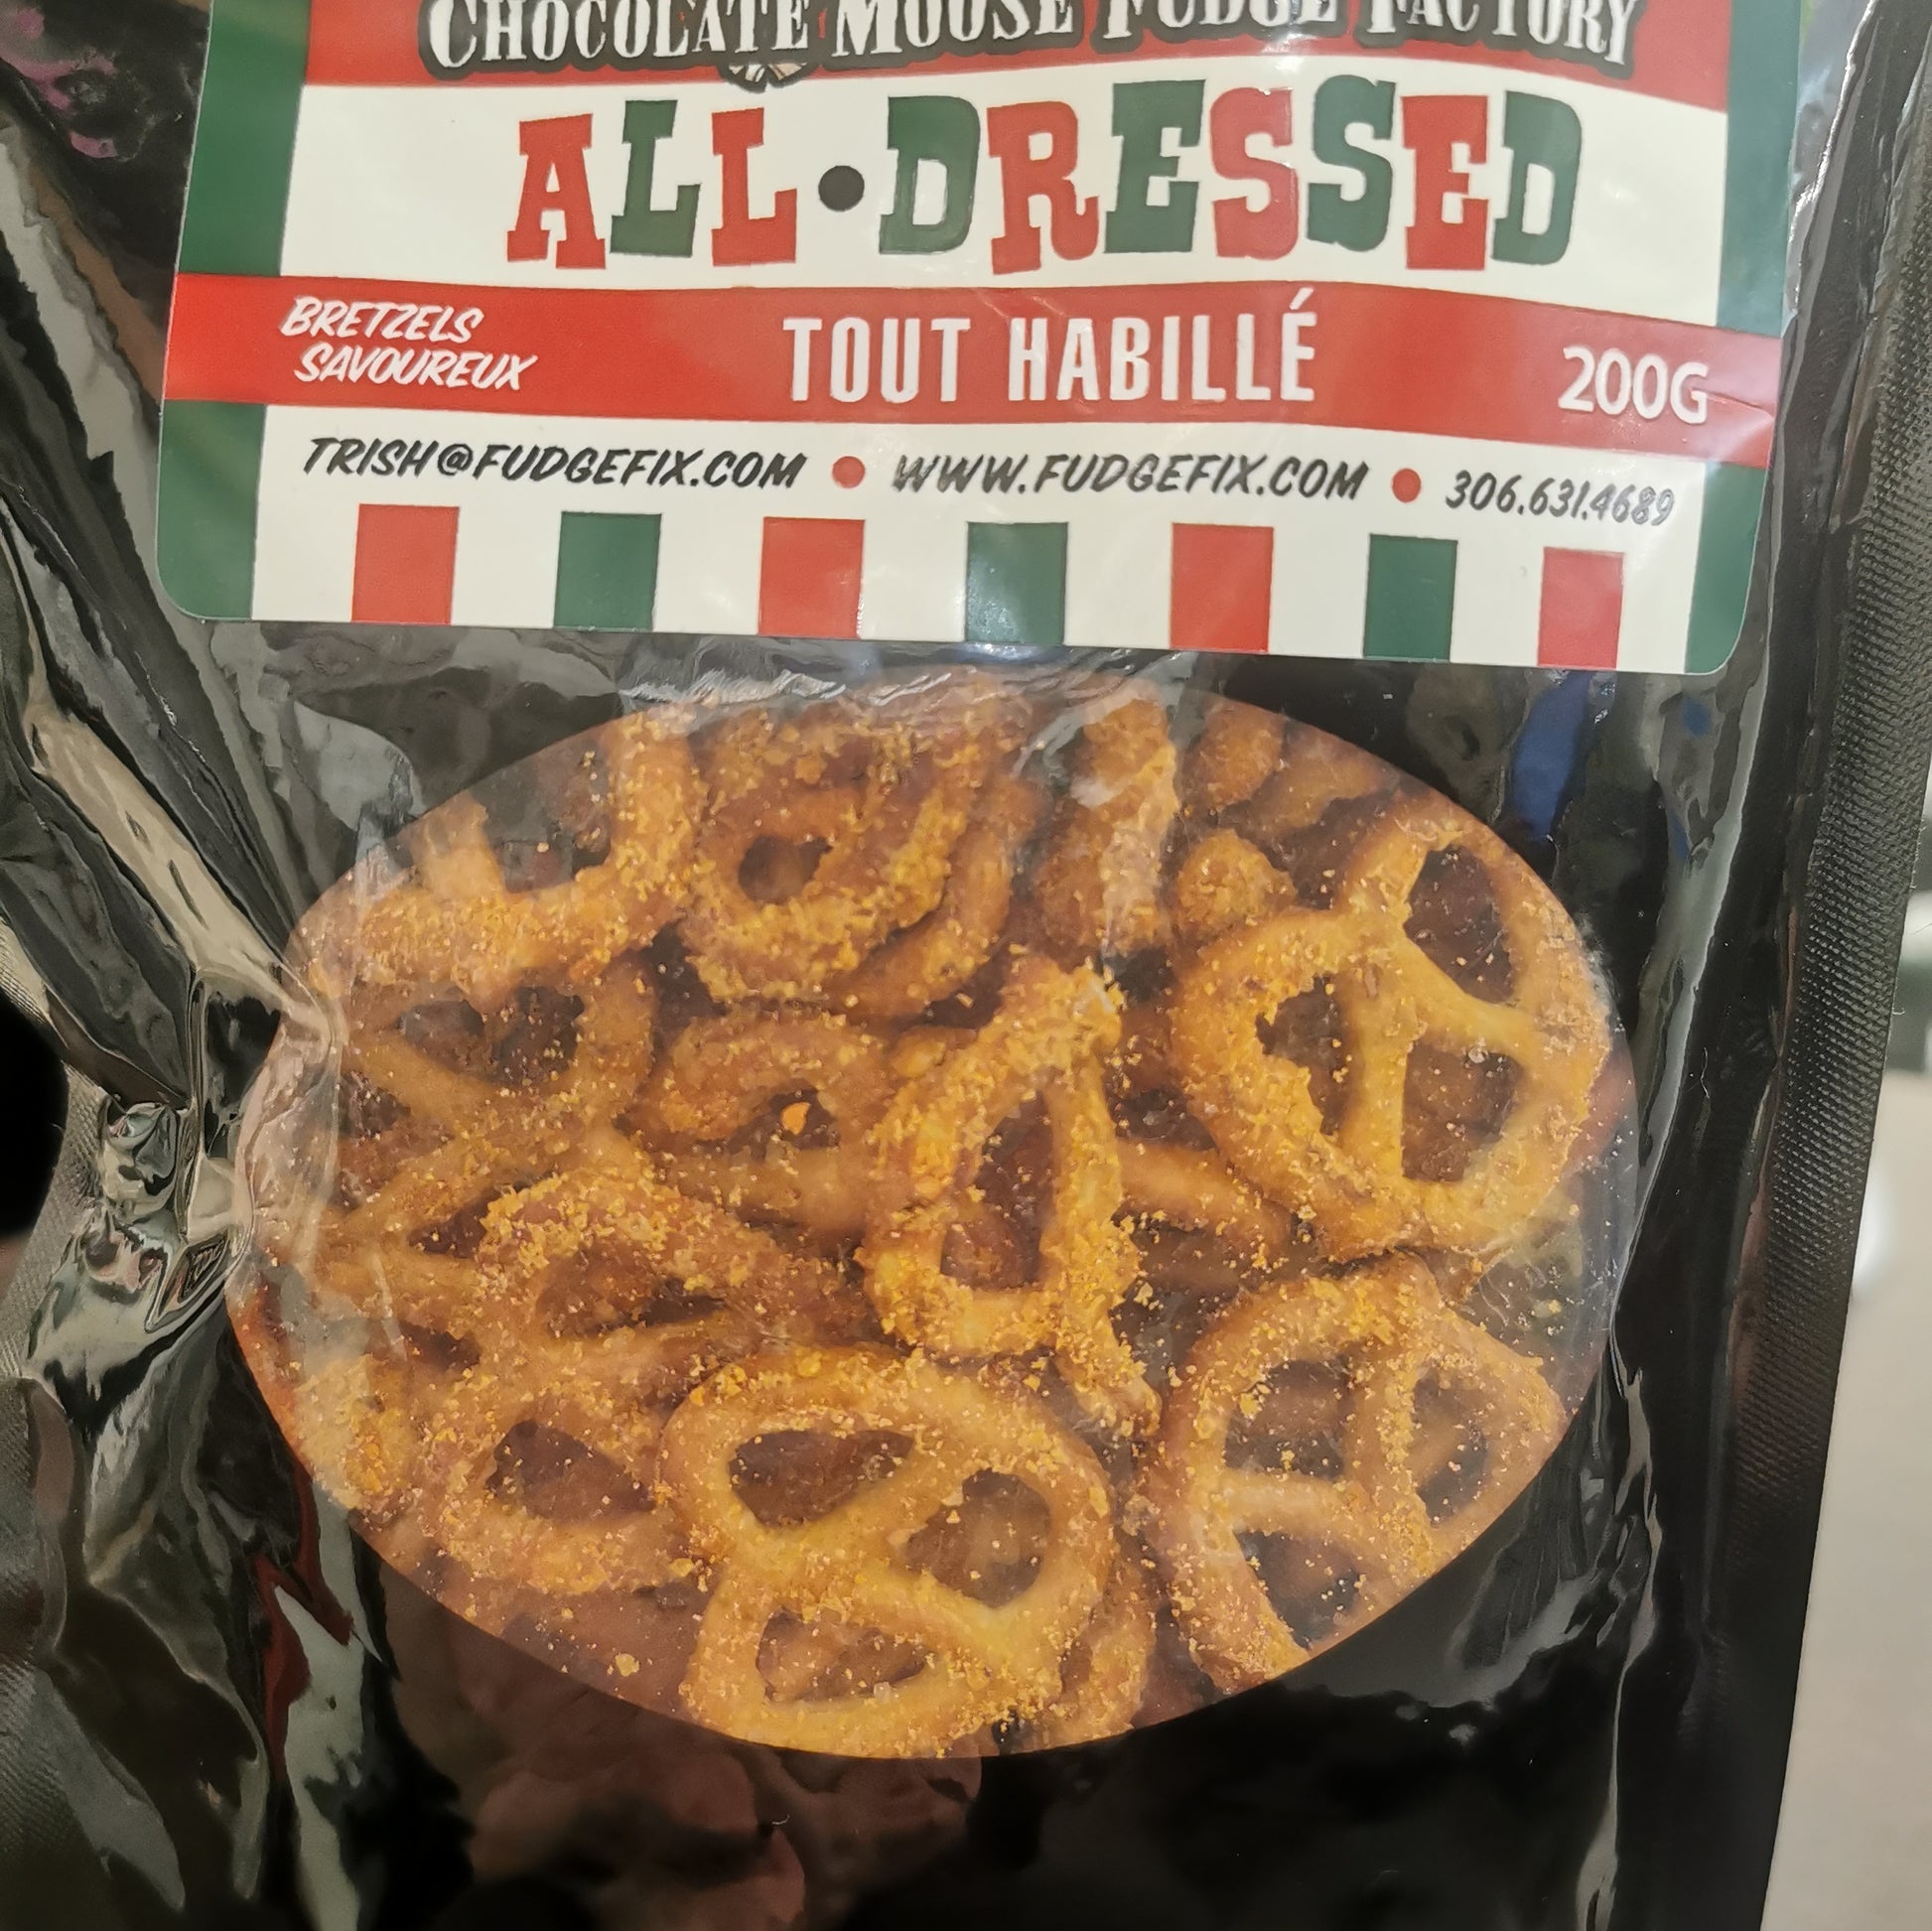 CHOCOLATE MOOSE FUDGE FACTORY
ALL•DRESSED
BRETZELS
SAVOUREUX
TOUT HABILLÉ
200G
TRISH@FUDGEFIX.COM • WWW.FUDGEFIX.COM • 306.631.4689